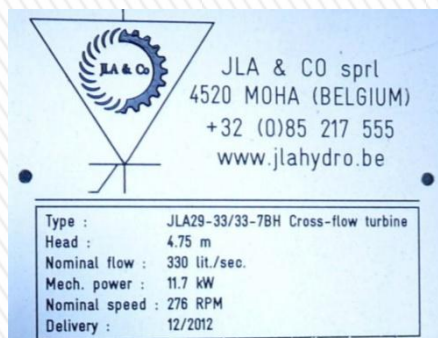 JLA & Co
JLA & CO sprl
4520 MOHA (BELGIUM)
+32 (0)85 217 555
www.jlahydro.be
Type : JLA29-33/33-7BH Cross-flow turbine
Head : 4.75 m
Nominal flow : 330 lit./sec.
Mech. power : 11.7 kW
Nominal speed : 276 RPM
Delivery : 12/2012